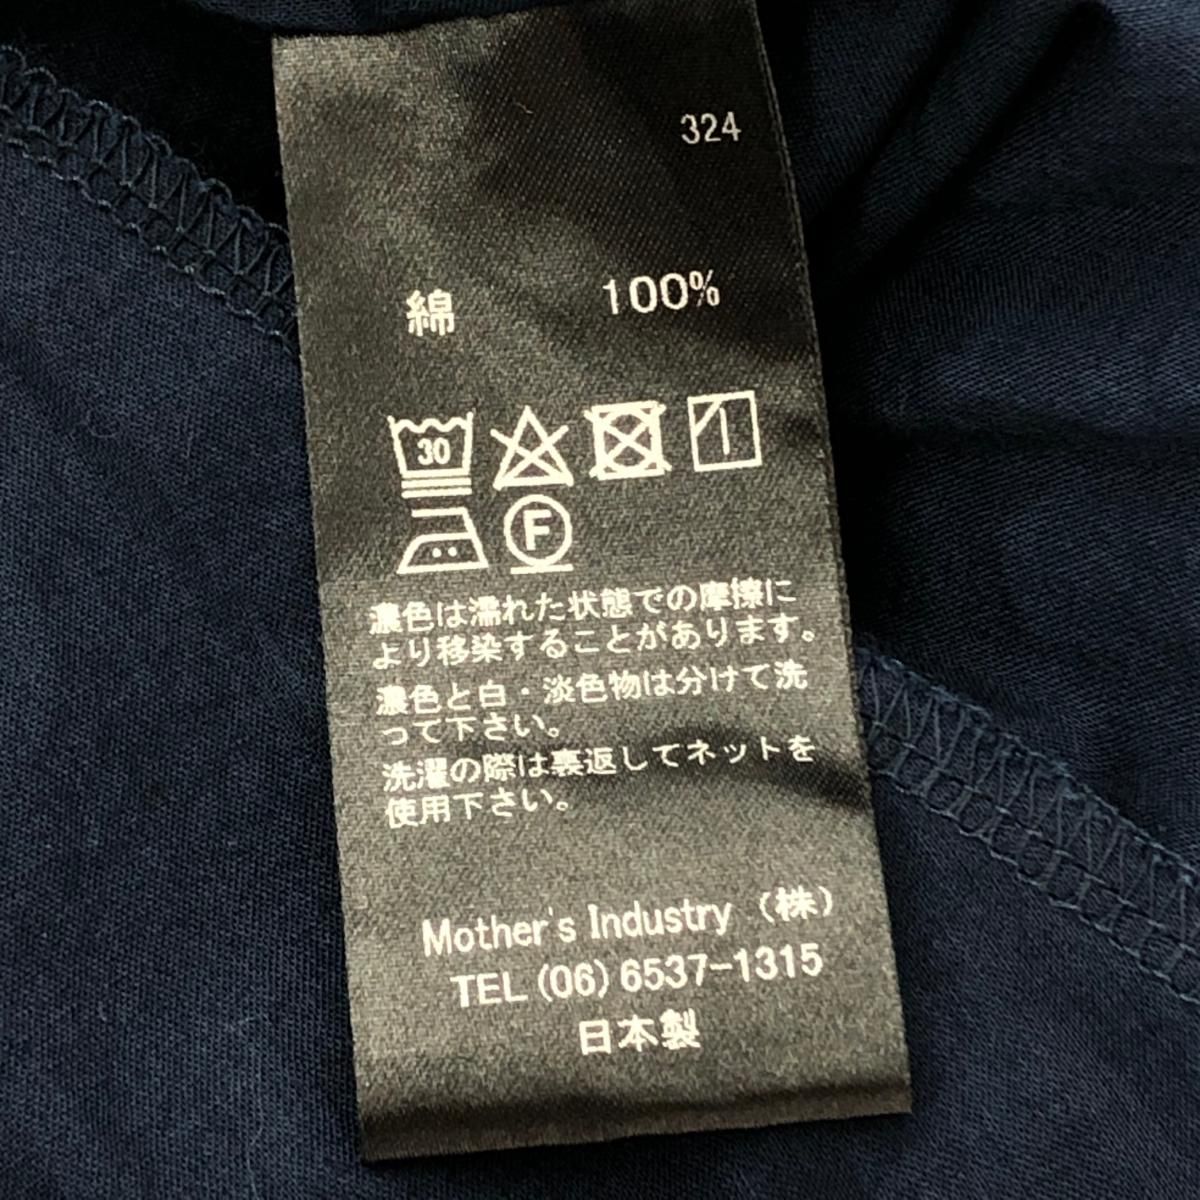 324
綿 100%
30
F
濃色は濡れた状態での摩擦に
より移染することがあります。
濃色と白・淡色物は分けて洗
って下さい。
洗濯の際は裏返してネットを
使用下さい。
Mother's Industry （株）
TEL (06) 6537-1315
日本製